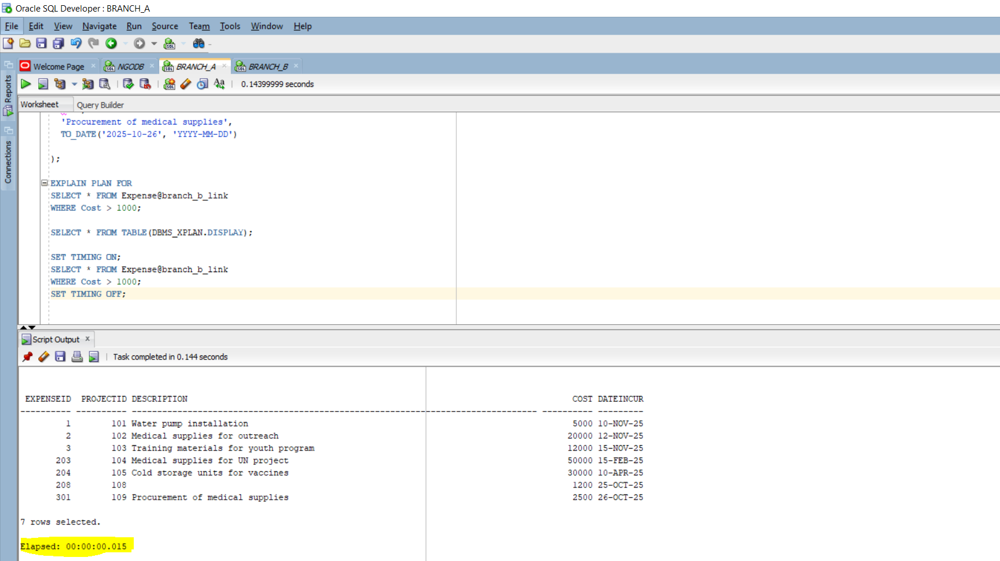 Oracle SQL Developer : BRANCH_A
File Edit View Navigate Run Source Team Tools Window Help
Welcome Page NGODB BRANCH_A BRANCH_B
0.14399999 seconds
Reports
Connections
Worksheet Query Builder
'Procurement of medical supplies',
TO_DATE('2025-10-26', 'YYYY-MM-DD')
);
EXPLAIN PLAN FOR
SELECT * FROM Expense@branch_b_link
WHERE Cost > 1000;
SELECT * FROM TABLE(DBMS_XPLAN.DISPLAY);
SET TIMING ON;
SELECT * FROM Expense@branch_b_link
WHERE Cost > 1000;
SET TIMING OFF;
Script Output
Task completed in 0.144 seconds
EXPENSEID PROJECTID DESCRIPTION COST DATEINCUR
1 101 Water pump installation 5000 10-NOV-25
2 102 Medical supplies for outreach 20000 12-NOV-25
3 103 Training materials for youth program 12000 15-NOV-25
203 104 Medical supplies for UN project 50000 15-FEB-25
204 105 Cold storage units for vaccines 30000 10-APR-25
208 108 1200 25-OCT-25
301 109 Procurement of medical supplies 2500 26-OCT-25
7 rows selected.
Elapsed: 00:00:00.015